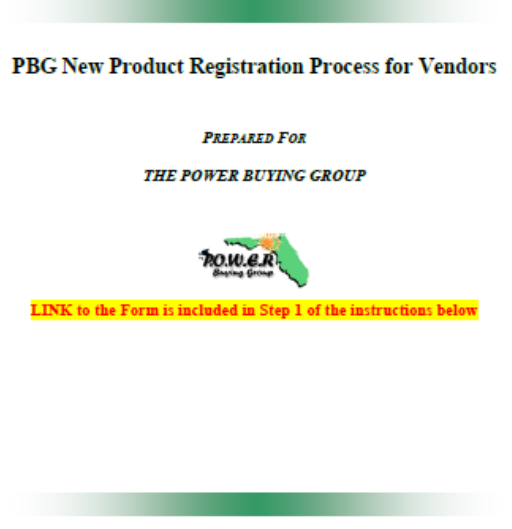 PBG New Product Registration Process for Vendors
PREPARED FOR
THE POWER BUYING GROUP
P.O.W.E.R
Buying Group
LINK to the Form is included in Step 1 of the instructions below